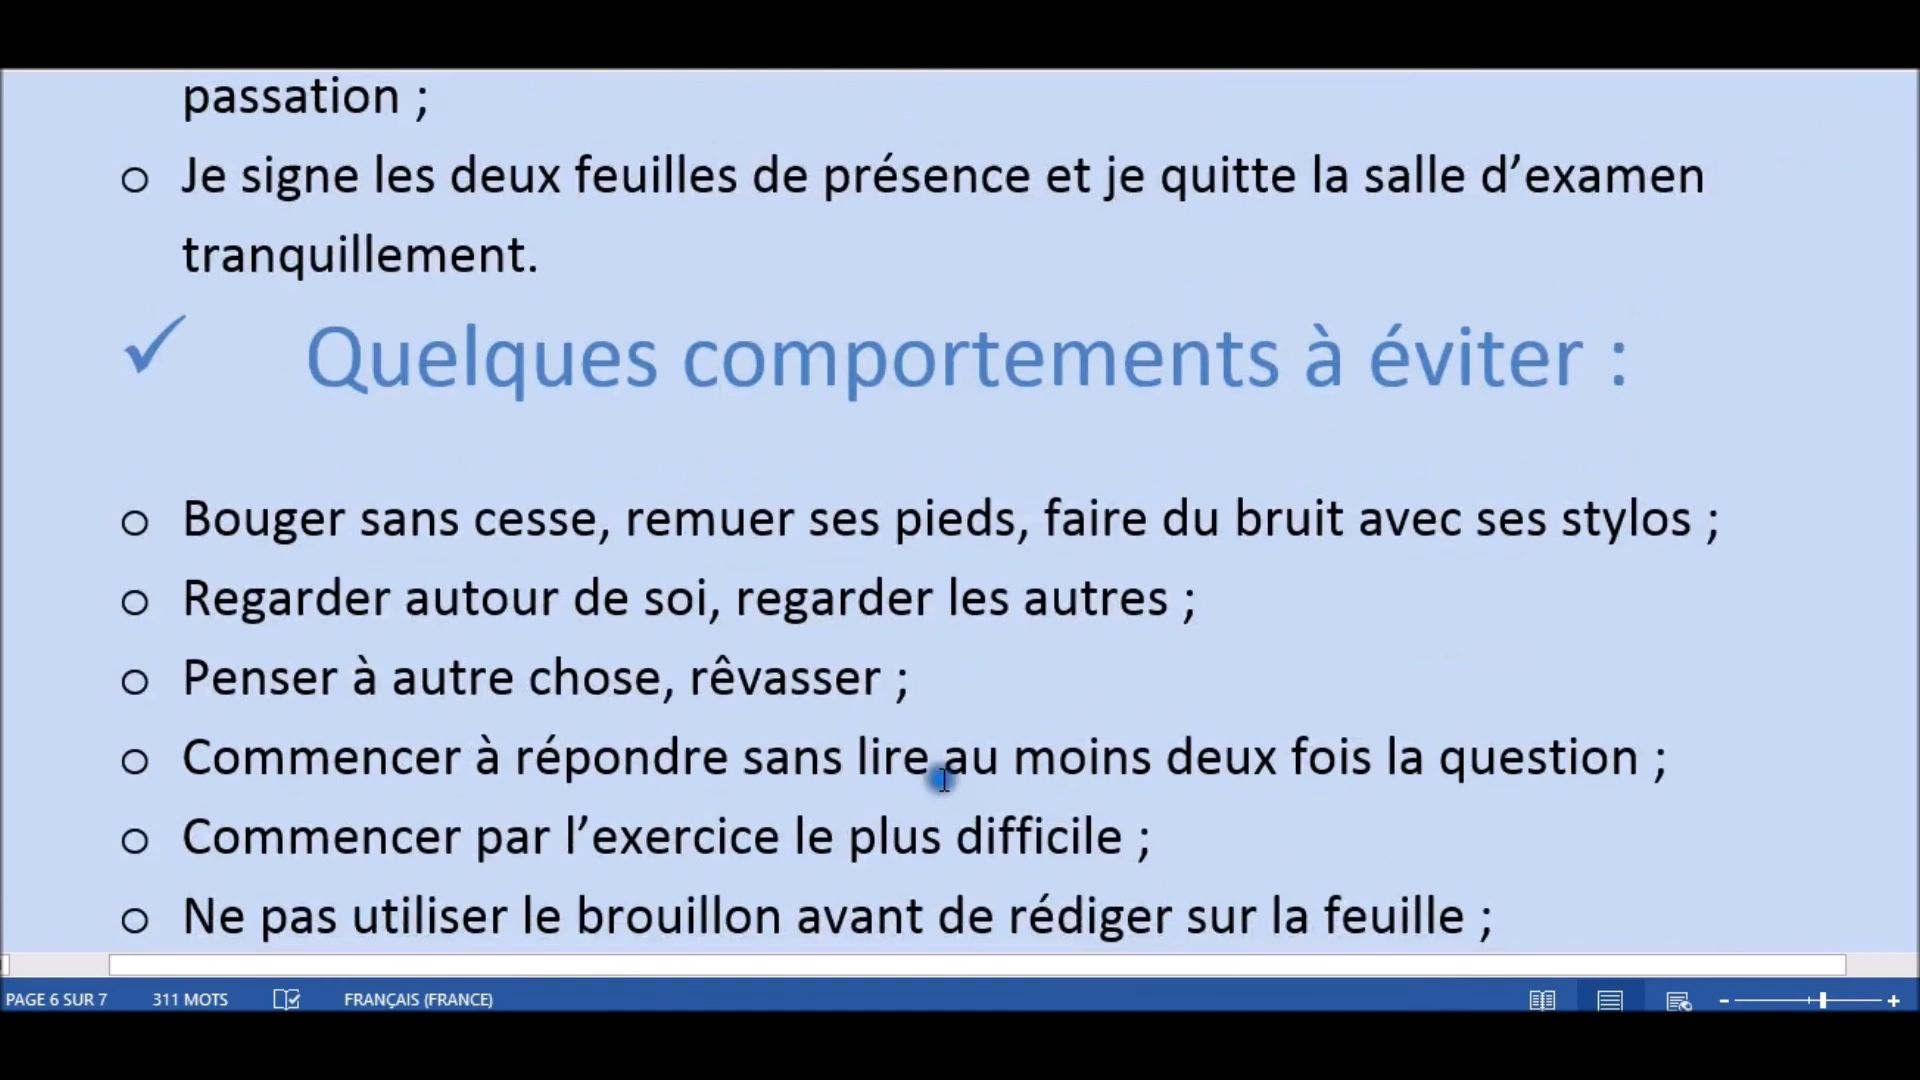 passation ;
o Je signe les deux feuilles de présence et je quitte la salle d’examen
tranquillement.
✓ Quelques comportements à éviter :
o Bouger sans cesse, remuer ses pieds, faire du bruit avec ses stylos ;
o Regarder autour de soi, regarder les autres ;
o Penser à autre chose, rêvasser ;
o Commencer à répondre sans lire au moins deux fois la question ;
o Commencer par l’exercice le plus difficile ;
o Ne pas utiliser le brouillon avant de rédiger sur la feuille ;
PAGE 6 SUR 7 311 MOTS FRANÇAIS (FRANCE)